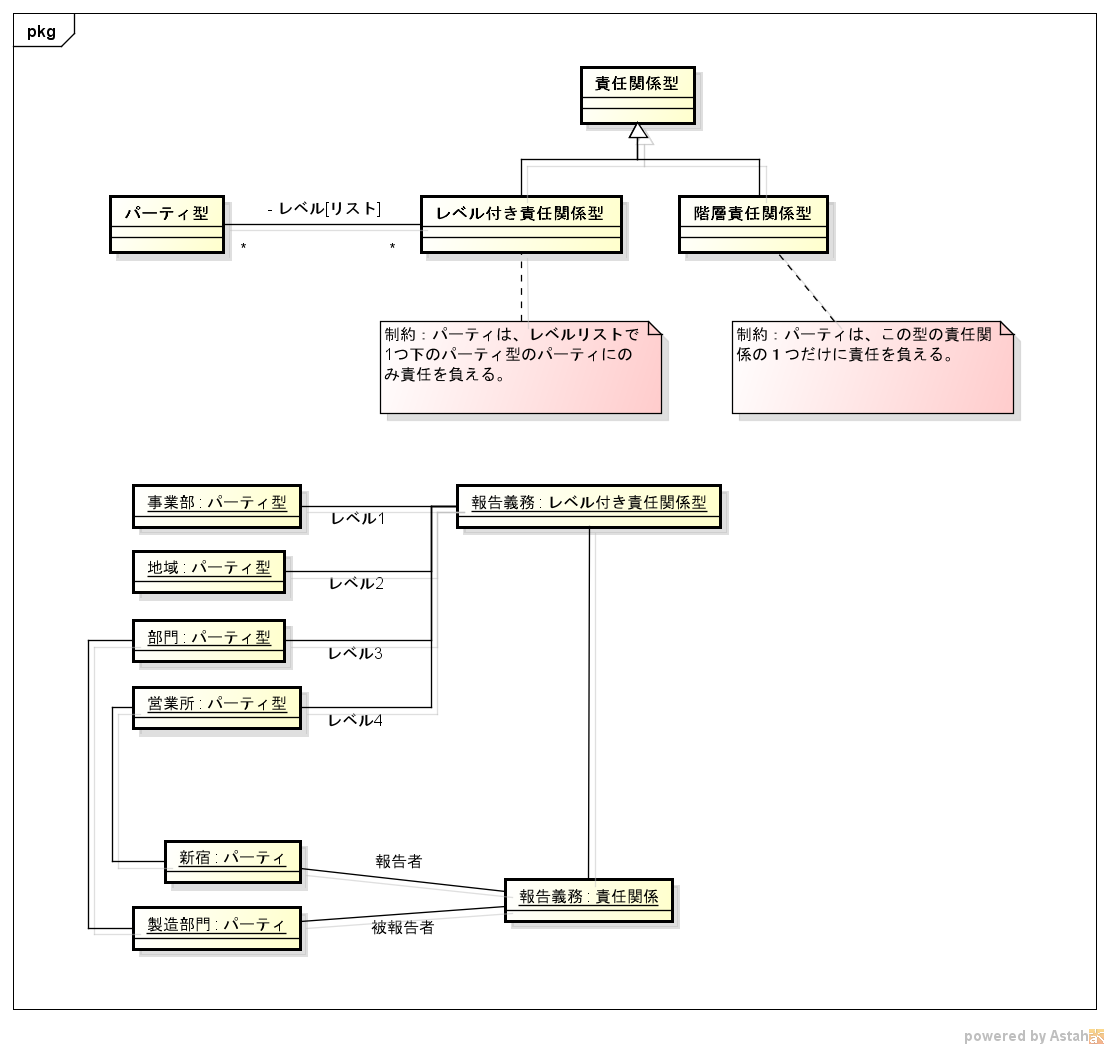 pkg
責任関係型
パーティ型
- レベル[リスト]
*
*
レベル付き責任関係型
階層責任関係型
制約：パーティは、レベルリストで
1つ下のパーティ型のパーティにの
み責任を負える。
制約：パーティは、この型の責任関
係の１つだけに責任を負える。
事業部 : パーティ型
レベル1
報告義務 : レベル付き責任関係型
地域 : パーティ型
レベル2
部門 : パーティ型
レベル3
営業所 : パーティ型
レベル4
新宿 : パーティ
報告者
報告義務 : 責任関係
製造部門 : パーティ
被報告者
powered by Astah